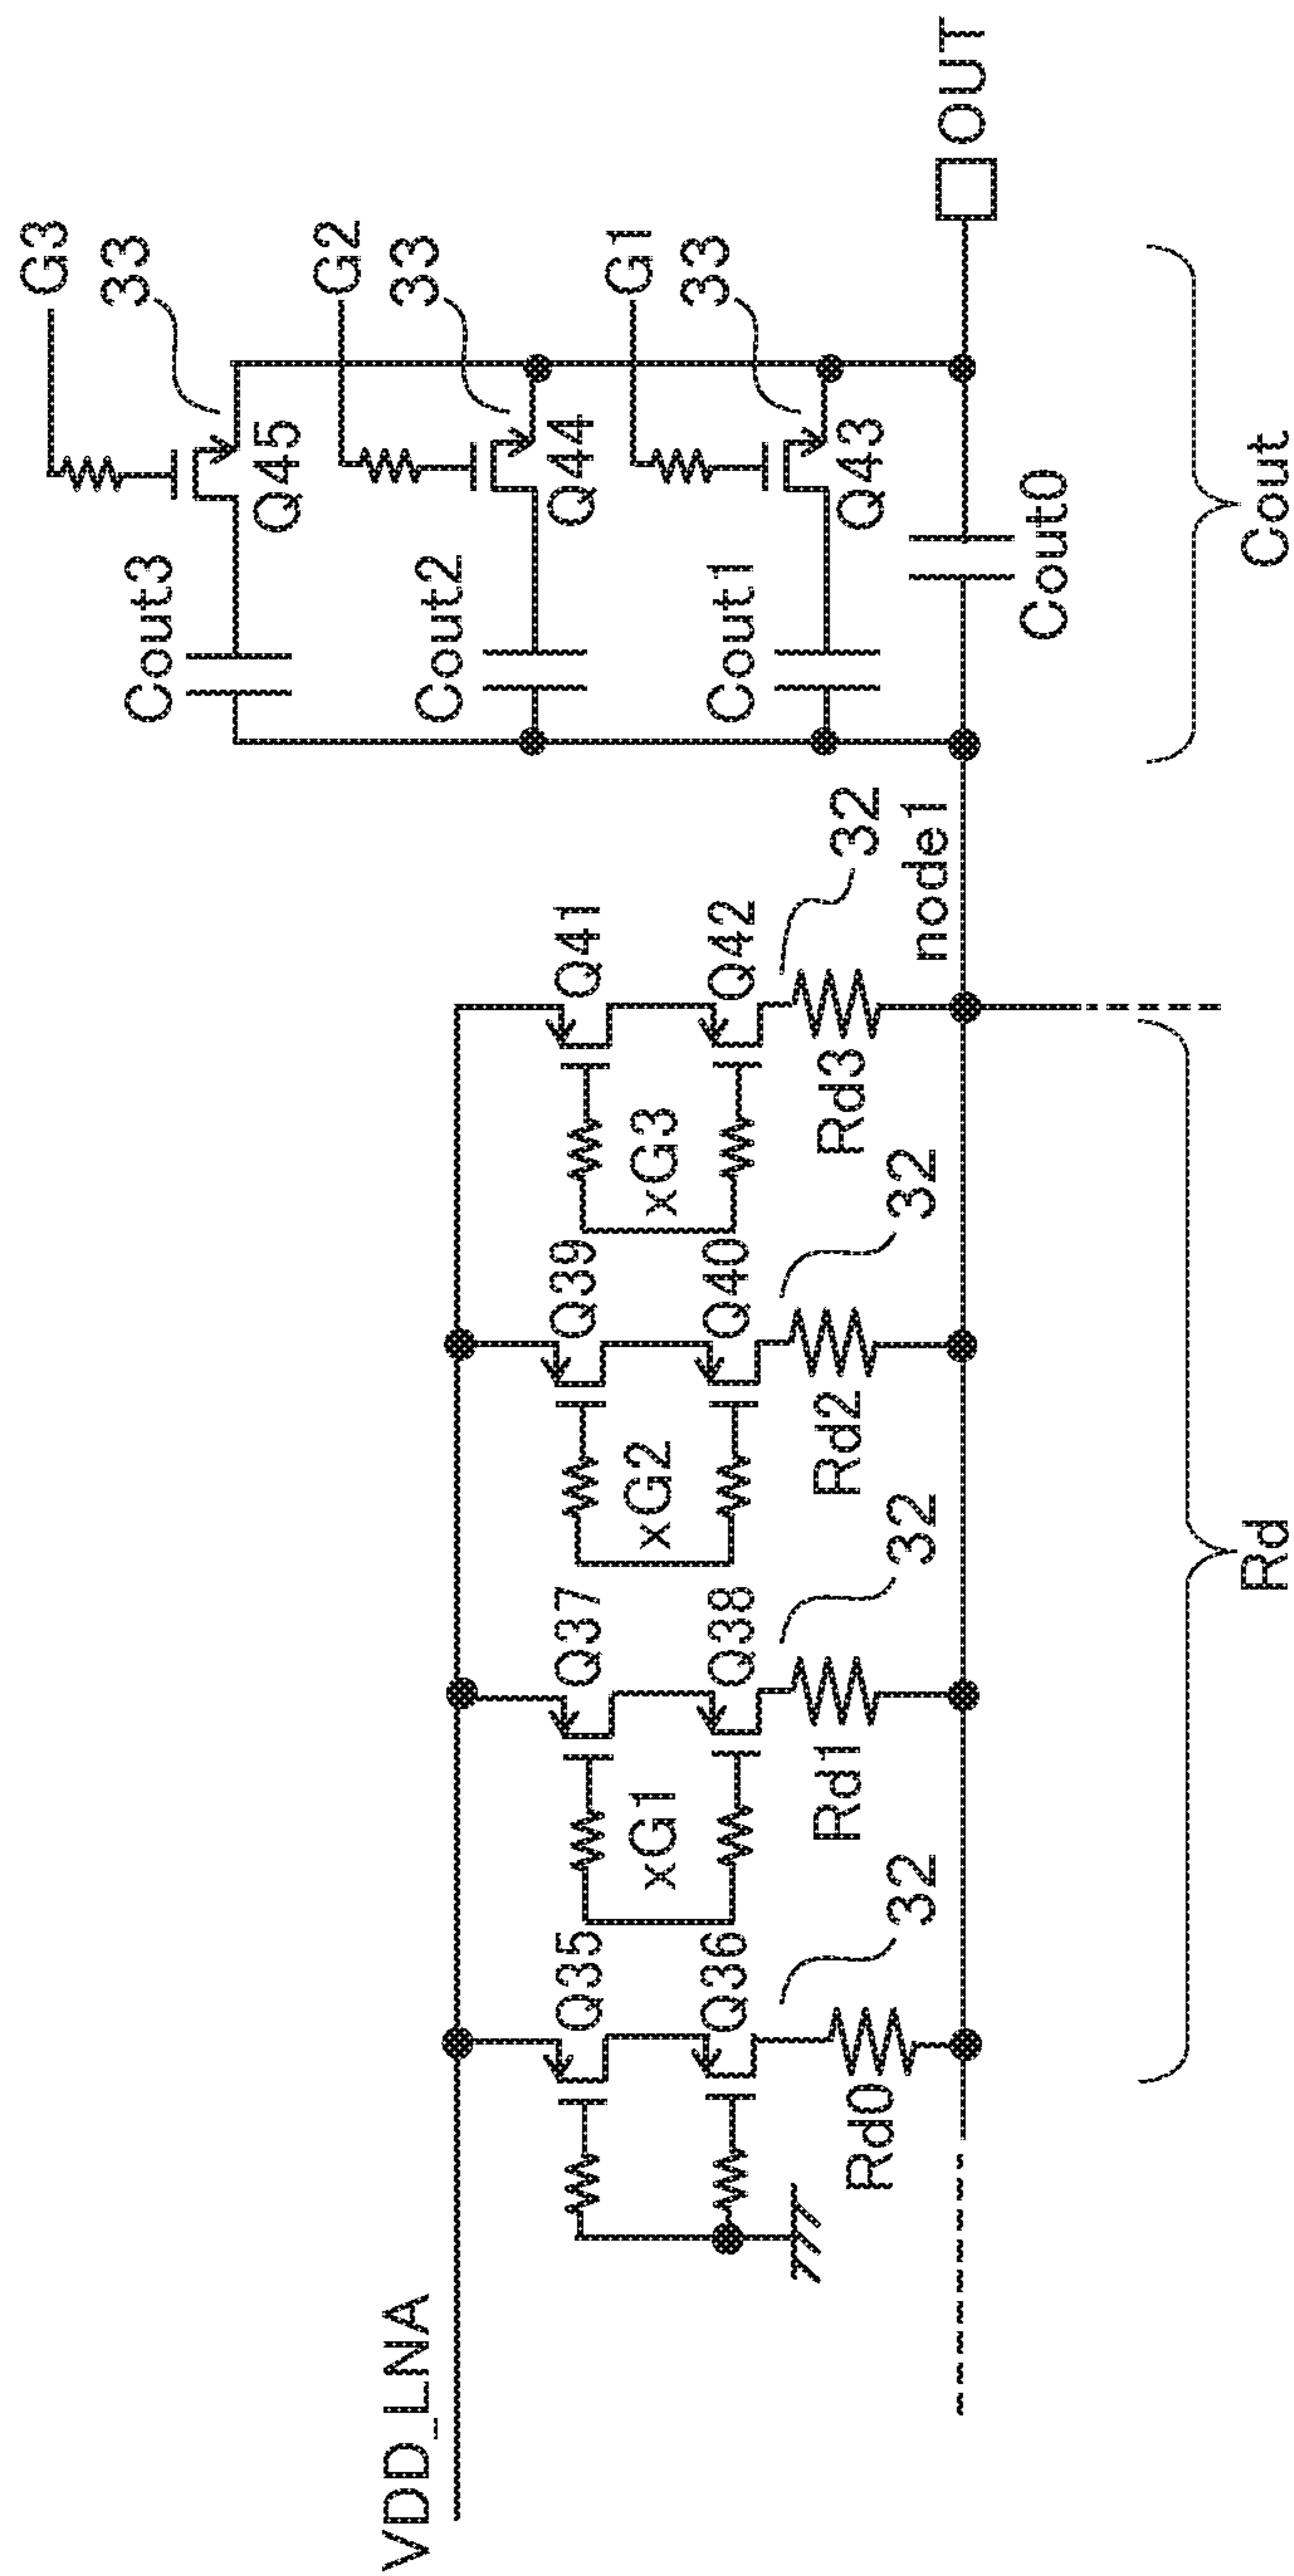 VDD_LNA
Q35
Q36
Rd0
32
xG1
Q37
Q38
Rd1
32
xG2
Q39
Q40
Rd2
32
xG3
Q41
Q42
Rd3
32
node1
Rd
G3
33
Q45
Cout3
G2
33
Q44
Cout2
G1
33
Q43
Cout1
Cout0
OUT
Cout